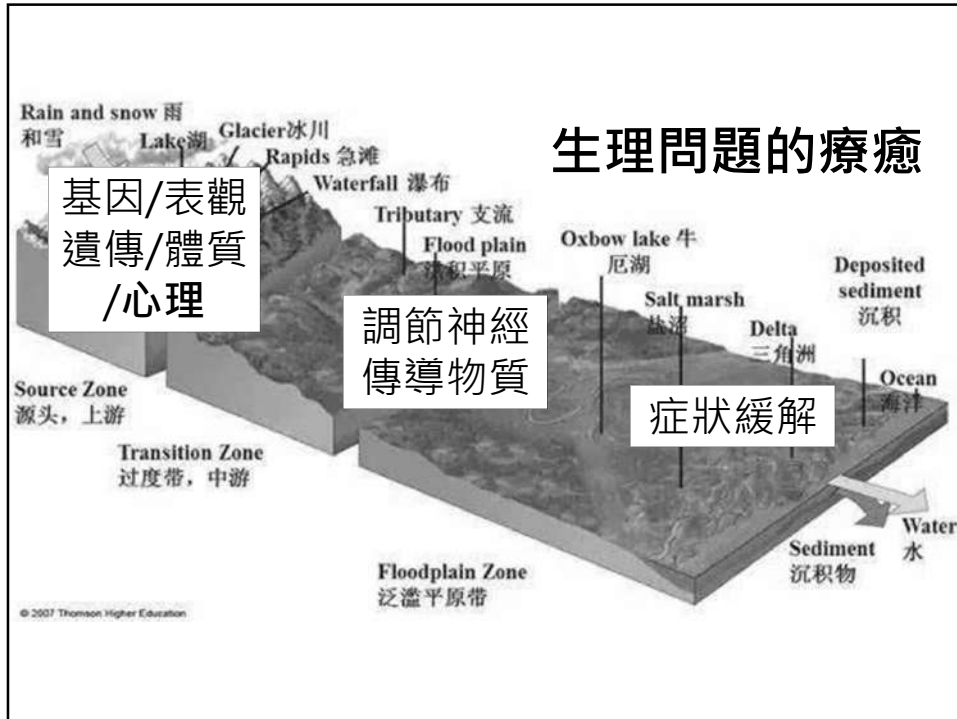 生理問題的療癒
Rain and snow 雨
和雪
Lake湖
Glacier冰川
Rapids 急滩
Waterfall 瀑布
Tributary 支流
Flood plain
积平原
Oxbow lake 牛
厄湖
Salt marsh
盐沼
Delta
三角洲
Deposited
sediment
沉积
Ocean
海洋
基因/表觀
遺傳/體質
/心理
調節神經
傳導物質
症狀緩解
Source Zone
源头，上游
Transition Zone
过度带，中游
Floodplain Zone
泛滥平原带
Sediment
沉积物
Water
水
© 2007 Thomson Higher Education